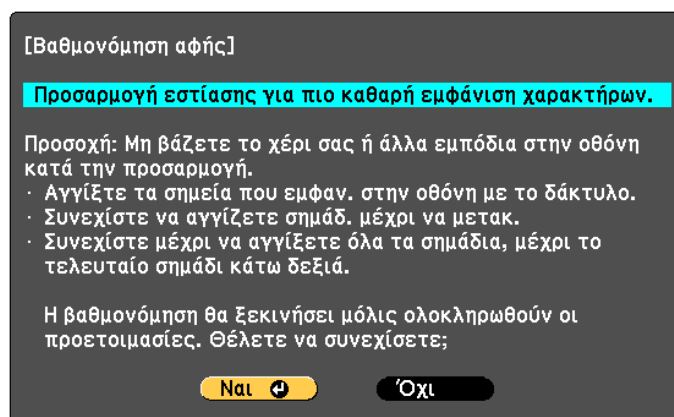 [Βαθμονόμηση αφής]
Προσαρμογή εστίασης για πιο καθαρή εμφάνιση χαρακτήρων.
Προσοχή: Μη βάζετε το χέρι σας ή άλλα εμπόδια στην οθόνη
κατά την προσαρμογή.
· Αγγίξτε τα σημεία που εμφαν. στην οθόνη με το δάκτυλο.
· Συνεχίστε να αγγίζετε σημάδ. μέχρι να μετακ.
· Συνεχίστε μέχρι να αγγίξετε όλα τα σημάδια, μέχρι το
τελευταίο σημάδι κάτω δεξιά.
Η βαθμονόμηση θα ξεκινήσει μόλις ολοκληρωθούν οι
προετοιμασίες. Θέλετε να συνεχίσετε;
Ναι Όχι